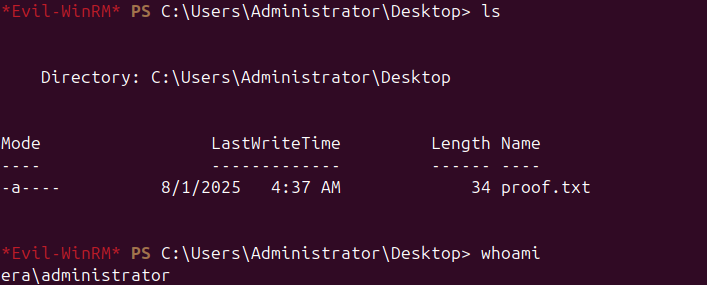 *Evil-WinRM* PS C:\Users\Administrator\Desktop> ls
Directory: C:\Users\Administrator\Desktop
Mode LastWriteTime Length Name
---- ------------- ------ ----
-a---- 8/1/2025 4:37 AM 34 proof.txt
*Evil-WinRM* PS C:\Users\Administrator\Desktop> whoami
era\administrator